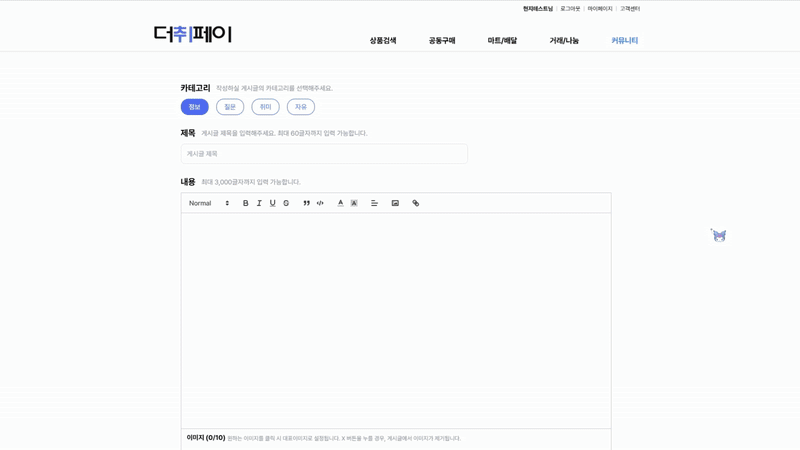 현지테스트님 | 로그아웃 | 마이페이지 | 고객센터
더취페이
상품검색 공동구매 마트/배달 거래/나눔 커뮤니티
카테고리 작성하실 게시글의 카테고리를 선택해주세요.
정보 질문 취미 자유
제목 게시글 제목을 입력해주세요. 최대 60글자까지 입력 가능합니다.
게시글 제목
내용 최대 3,000글자까지 입력 가능합니다.
Normal
이미지 (0/10) 원하는 이미지를 클릭 시 대표이미지로 설정됩니다. X 버튼을 누를 경우, 게시글에서 이미지가 제거됩니다.